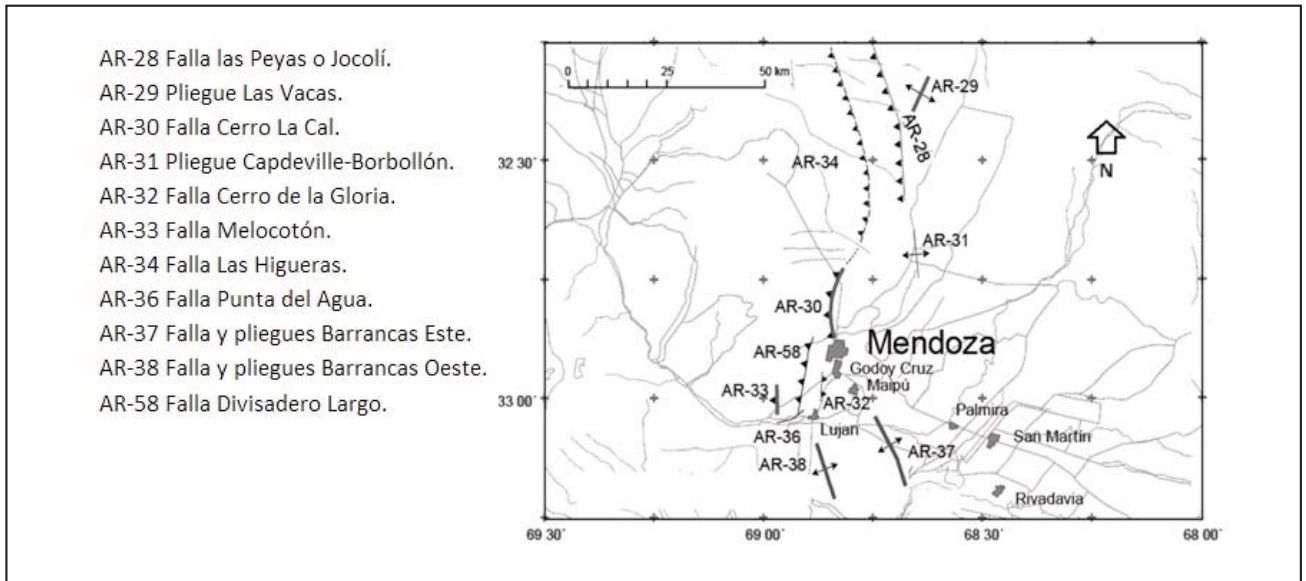 AR-28 Falla las Peyas o Jocolí.
AR-29 Pliegue Las Vacas.
AR-30 Falla Cerro La Cal.
AR-31 Pliegue Capdeville-Borbollón.
AR-32 Falla Cerro de la Gloria.
AR-33 Falla Melocotón.
AR-34 Falla Las Higueras.
AR-36 Falla Punta del Agua.
AR-37 Falla y pliegues Barrancas Este.
AR-38 Falla y pliegues Barrancas Oeste.
AR-58 Falla Divisadero Largo.
0 25 50 km
AR-29
AR-28
AR-34
32 30'
N
AR-31
AR-30
Mendoza
AR-58
Godoy Cruz
Maipú
AR-33
33 00'
AR-32
Palmira
Lujan
AR-36
San Martín
AR-37
AR-38
Rivadavia
69 30'
69 00'
68 30'
68 00'